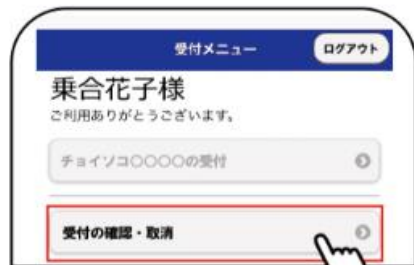 受付メニュー
ログアウト
乗合花子様
ご利用ありがとうございます。
チョイソコ〇〇〇〇の受付
受付の確認・取消